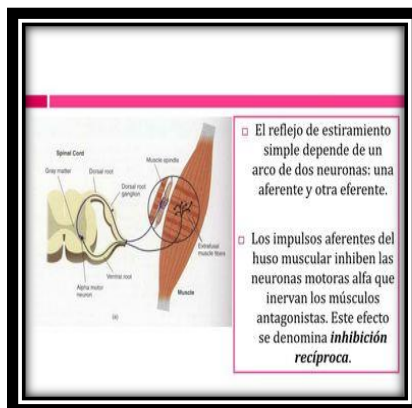 Spinal Cord
Gray matter
Dorsal root
Dorsal root
ganglion
Muscle spindle
Extrafusal
muscle fibers
Ventral root
Alpha motor
neuron
Muscle
(a)
□ El reflejo de estiramiento
simple depende de un
arco de dos neuronas: una
aferente y otra eferente.
□ Los impulsos aferentes del
huso muscular inhiben las
neuronas motoras alfa que
inervan los músculos
antagonistas. Este efecto
se denomina inhibición
recíproca.